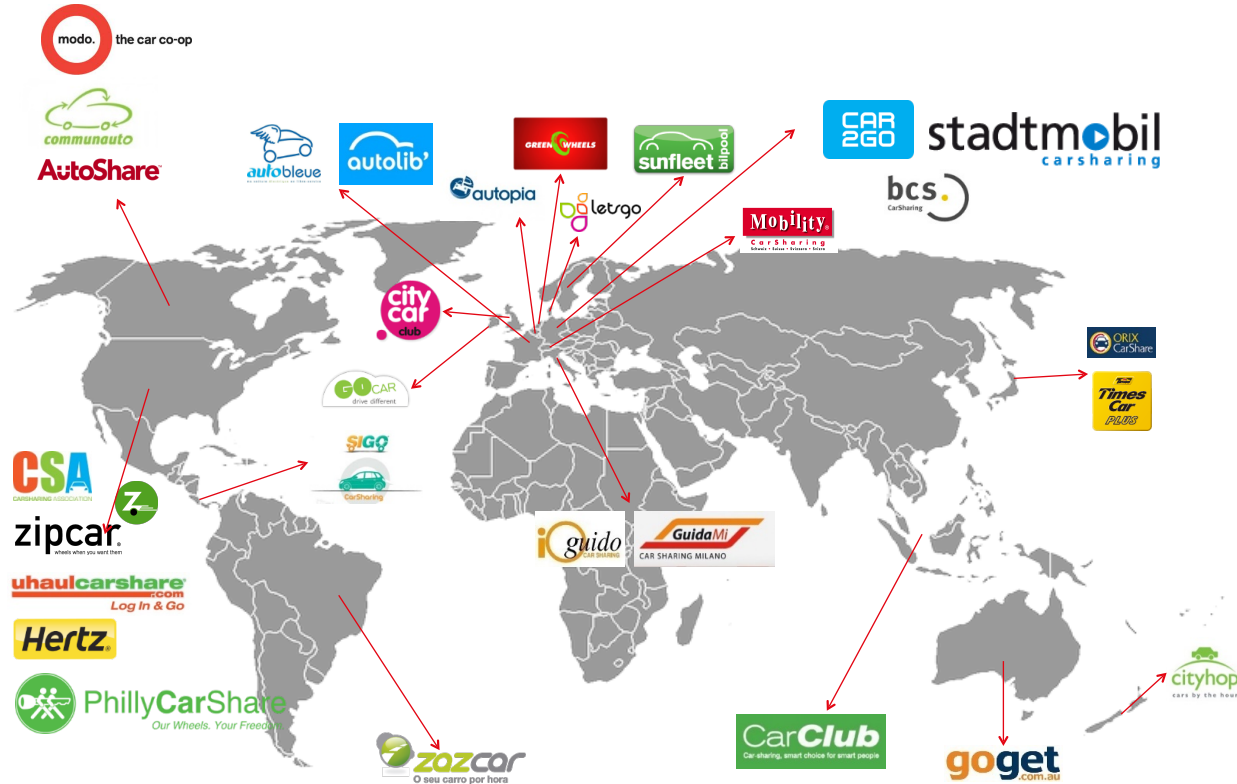 modo. the car co-op
communauto
AutoShare™
autobleue
autolib'
autopia
GREENWHEELS
letsgo
sunfleet
bilpool
CAR
2GO
stadtmobil
carsharing
bcs.
CarSharing
Mobility®
CarSharing
city
car
club
GOCAR
drive different
SIGO
CarSharing
ORIX
CarShare
Times
Car
PLUS
CSA
CARSHARING ASSOCIATION
Z
zipcar®
wheels when you want them
uhaulcarshare®
.com
Log In & Go
Hertz®
PhillyCarShare
Our Wheels. Your Freedom.
iGuido
CAR SHARING
GuidaMi
CAR SHARING MILANO
zazcar
O seu carro por hora
CarClub
Car-sharing, smart choice for smart people
goget
.com.au
cityhop
cars by the hour